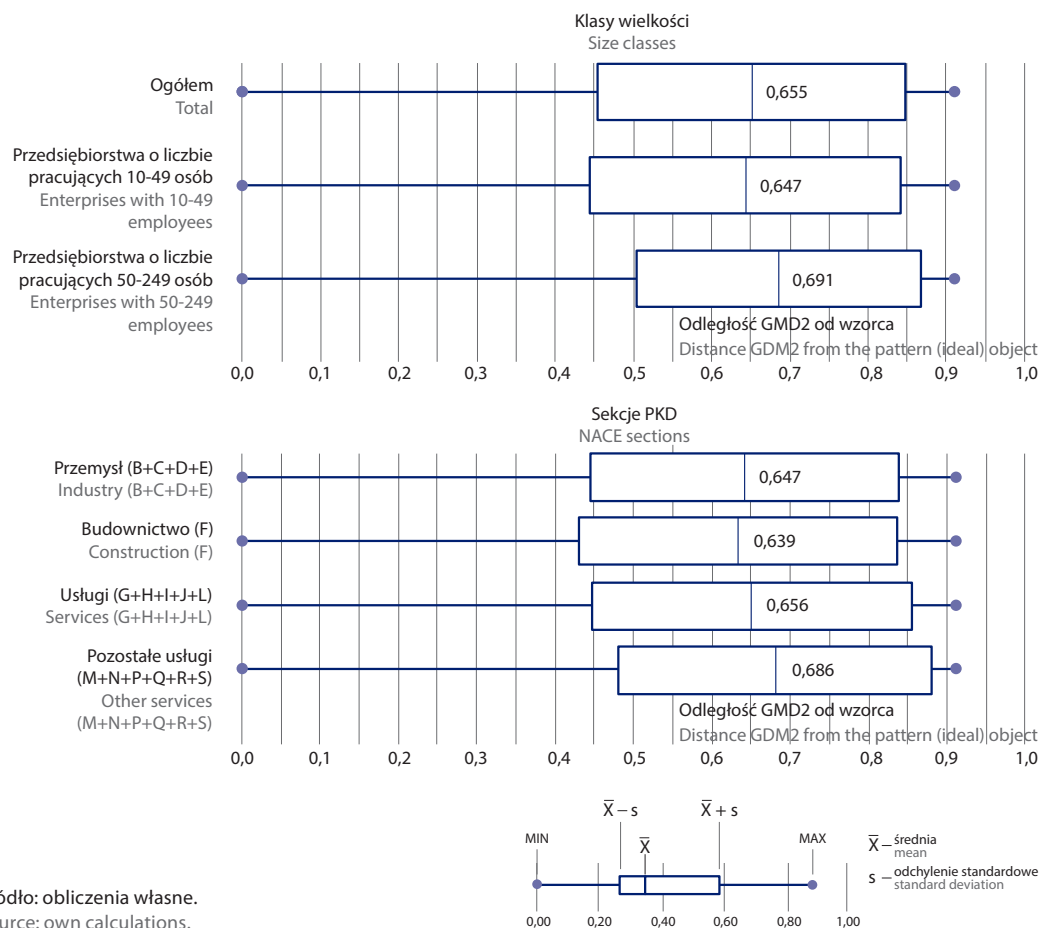 Klasy wielkości
Size classes
Ogółem
Total
0,655
Przedsiębiorstwa o liczbie
pracujących 10-49 osób
Enterprises with 10-49
employees
0,647
Przedsiębiorstwa o liczbie
pracujących 50-249 osób
Enterprises with 50-249
employees
0,691
Odległość GMD2 od wzorca
Distance GDM2 from the pattern (ideal) object
0,0 0,1 0,2 0,3 0,4 0,5 0,6 0,7 0,8 0,9 1,0
Sekcje PKD
NACE sections
Przemysł (B+C+D+E)
Industry (B+C+D+E)
0,647
Budownictwo (F)
Construction (F)
0,639
Usługi (G+H+I+J+L)
Services (G+H+I+J+L)
0,656
Pozostałe usługi
(M+N+P+Q+R+S)
Other services
(M+N+P+Q+R+S)
0,686
Odległość GMD2 od wzorca
Distance GDM2 from the pattern (ideal) object
0,0 0,1 0,2 0,3 0,4 0,5 0,6 0,7 0,8 0,9 1,0
X̅ – s X̅ + s
MIN X̅ MAX
X̅ – średnia
mean
s – odchylenie standardowe
standard deviation
0,00 0,20 0,40 0,60 0,80 1,00
ódło: obliczenia własne.
urce: own calculations.